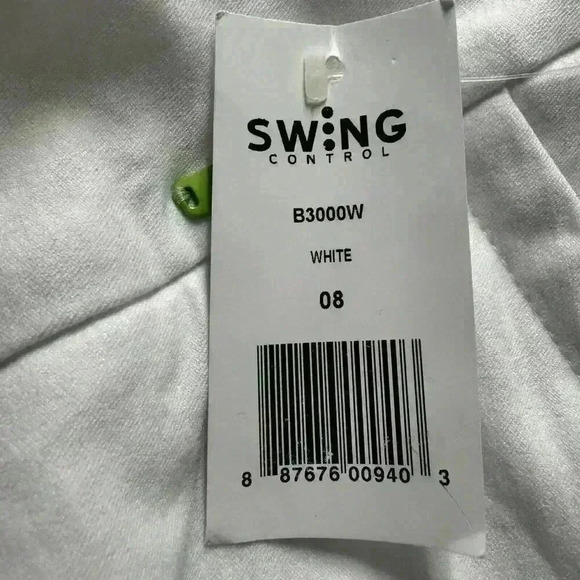 SWING
CONTROL
B3000W
WHITE
08
8 87676 00940 3